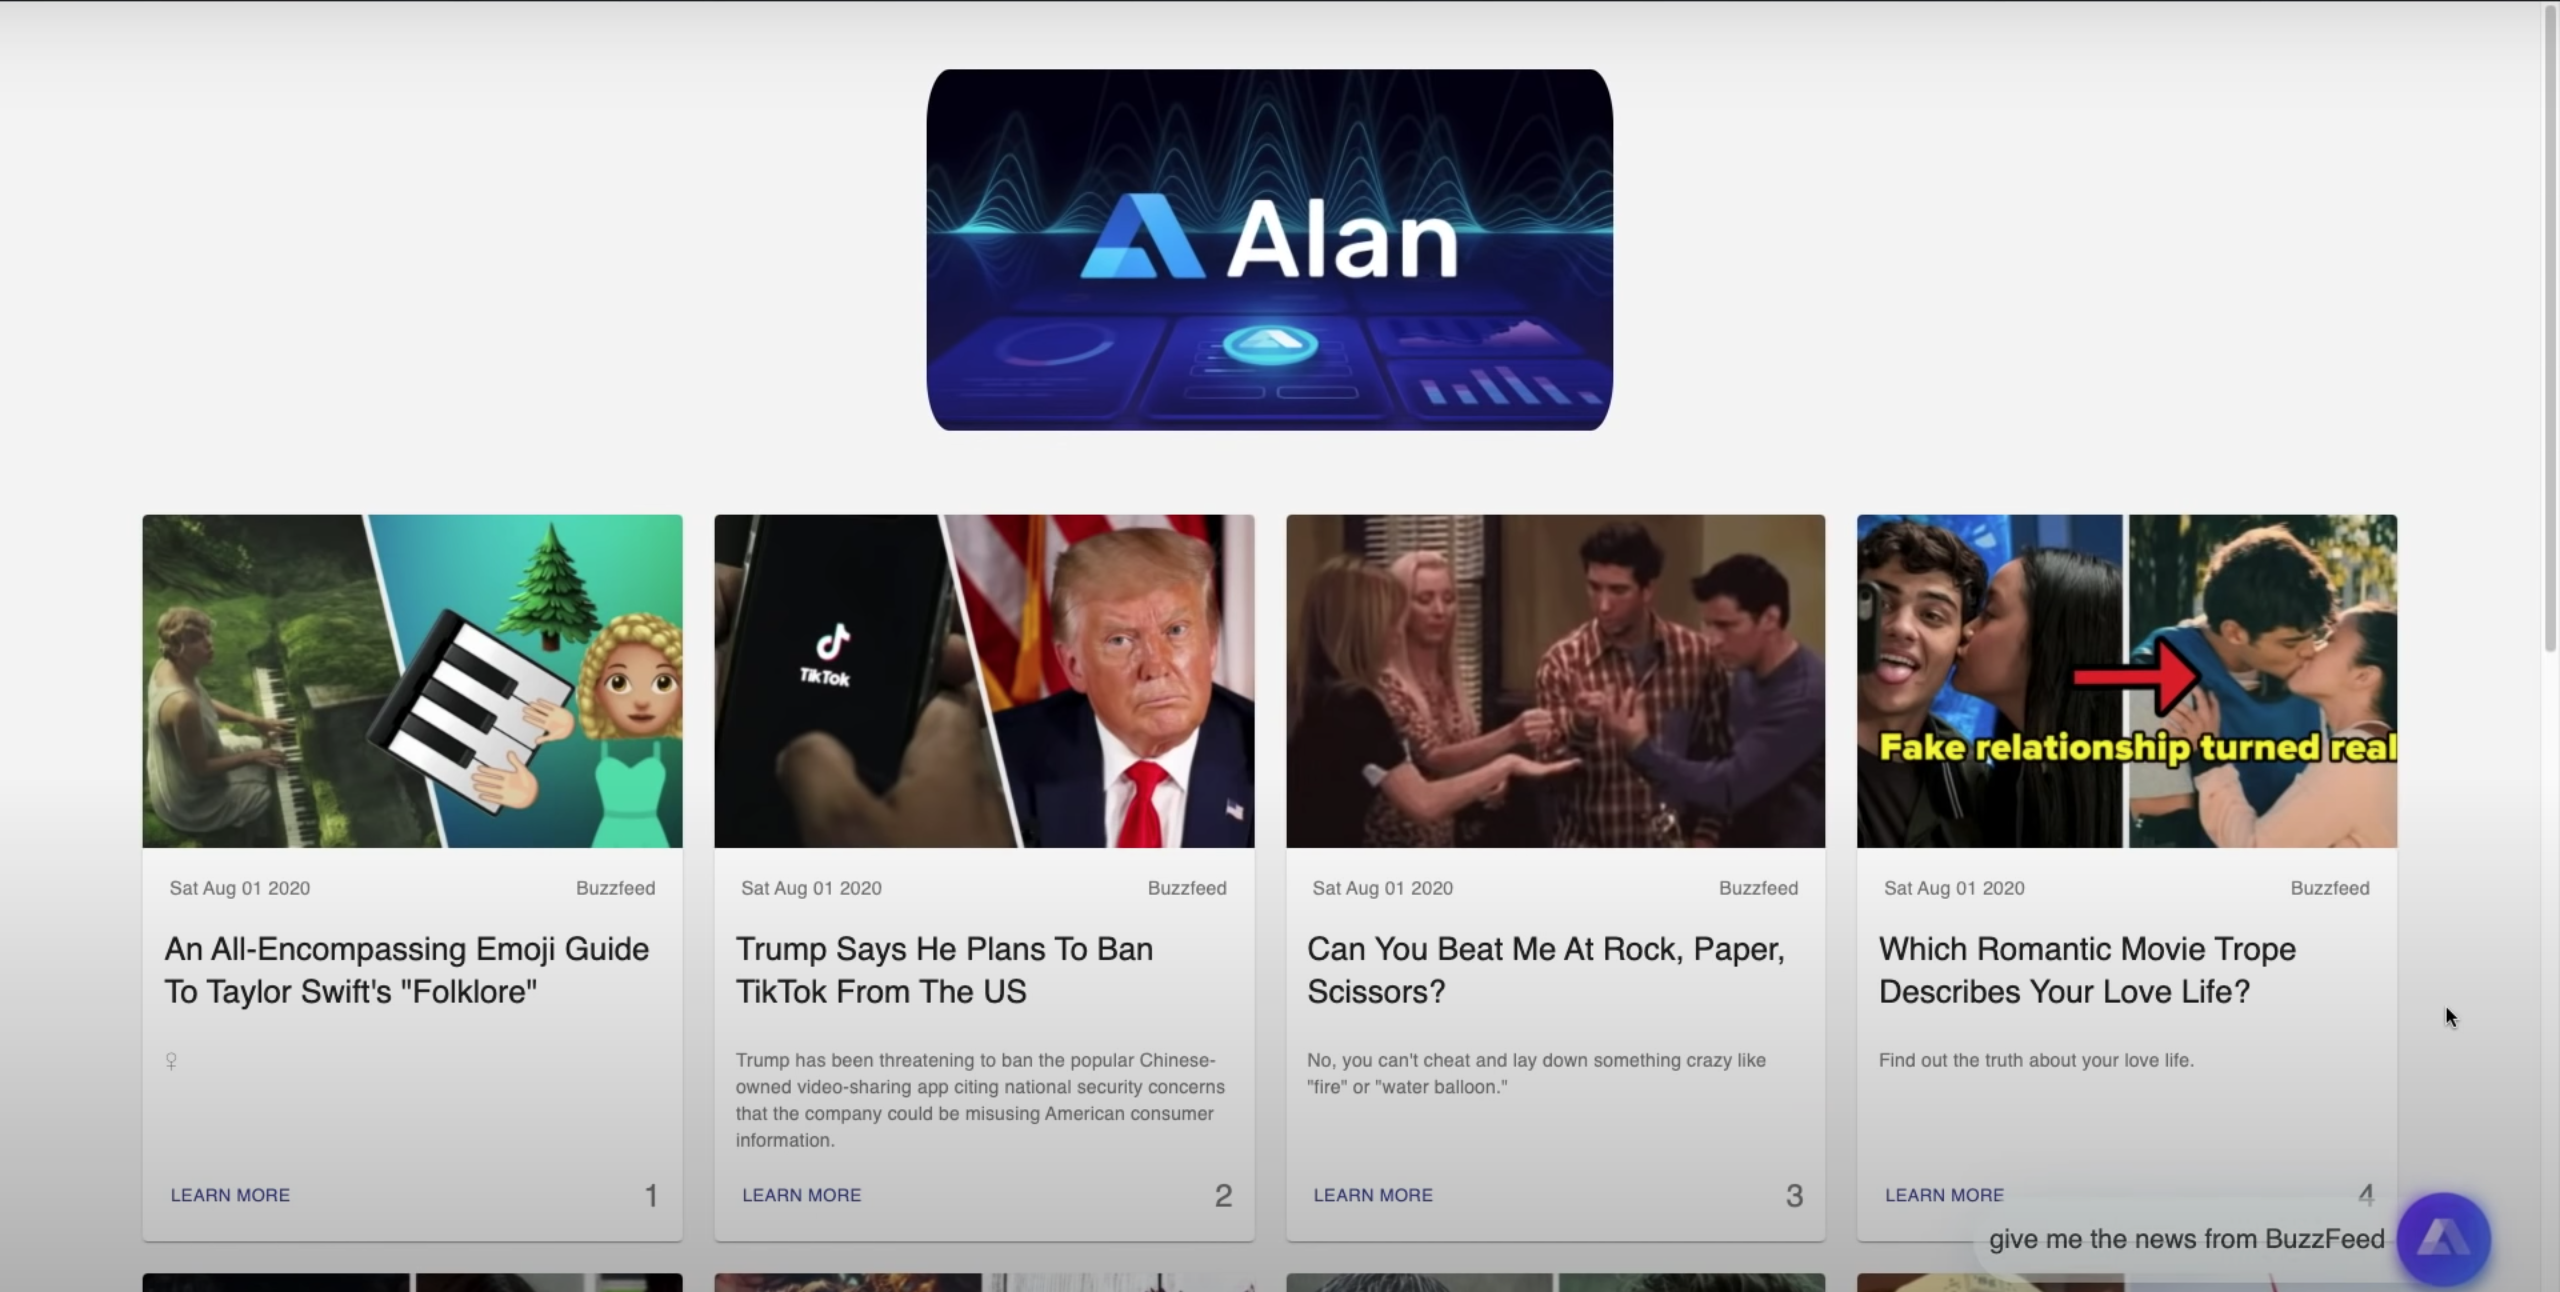 Alan
TikTok
Fake relationship turned real
Sat Aug 01 2020 Buzzfeed
An All-Encompassing Emoji Guide
To Taylor Swift's "Folklore"
♀
LEARN MORE 1
Sat Aug 01 2020 Buzzfeed
Trump Says He Plans To Ban
TikTok From The US
Trump has been threatening to ban the popular Chinese-
owned video-sharing app citing national security concerns
that the company could be misusing American consumer
information.
LEARN MORE 2
Sat Aug 01 2020 Buzzfeed
Can You Beat Me At Rock, Paper,
Scissors?
No, you can't cheat and lay down something crazy like
"fire" or "water balloon."
LEARN MORE 3
Sat Aug 01 2020 Buzzfeed
Which Romantic Movie Trope
Describes Your Love Life?
Find out the truth about your love life.
LEARN MORE 4
give me the news from BuzzFeed